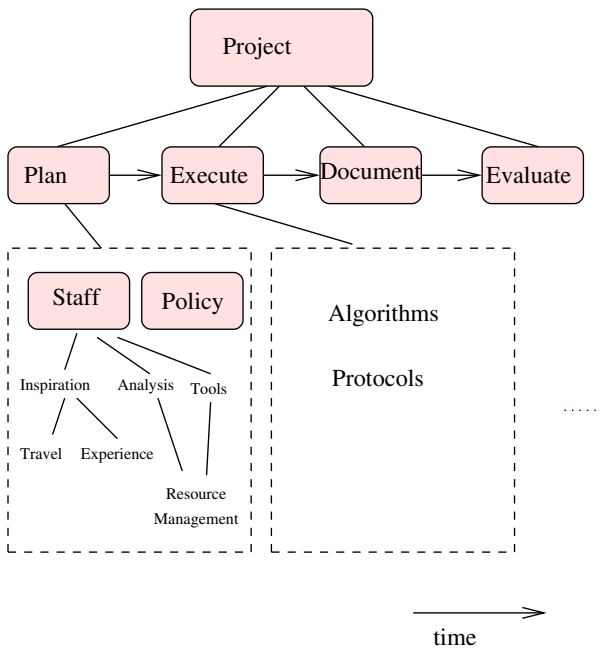 Project
Plan
Execute
Document
Evaluate
Staff
Policy
Algorithms
Protocols
Inspiration
Analysis
Tools
Travel
Experience
Resource
Management
......
time